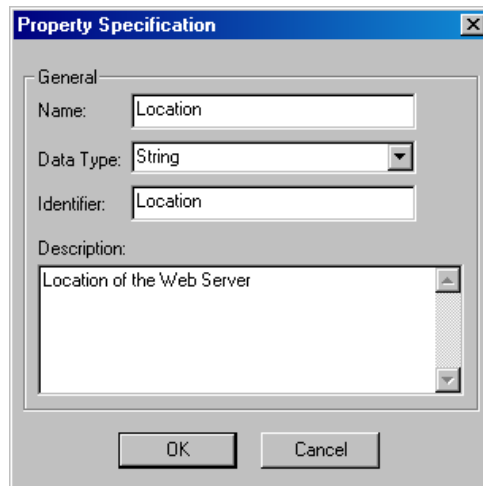 Property Specification
General
Name: Location
Data Type: String
Identifier: Location
Description:
Location of the Web Server
OK Cancel